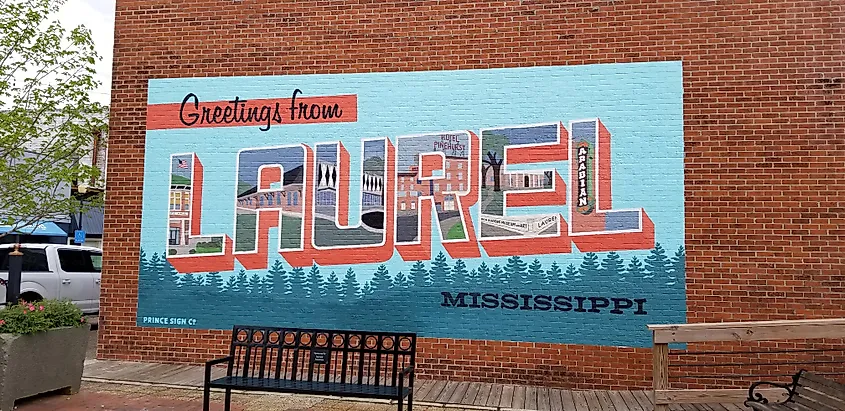 Greetings from
LAUREL
HOTEL
PINEHURST
ARABIAN
LAUREL
MISSISSIPPI
PRINCE SIGN Cº